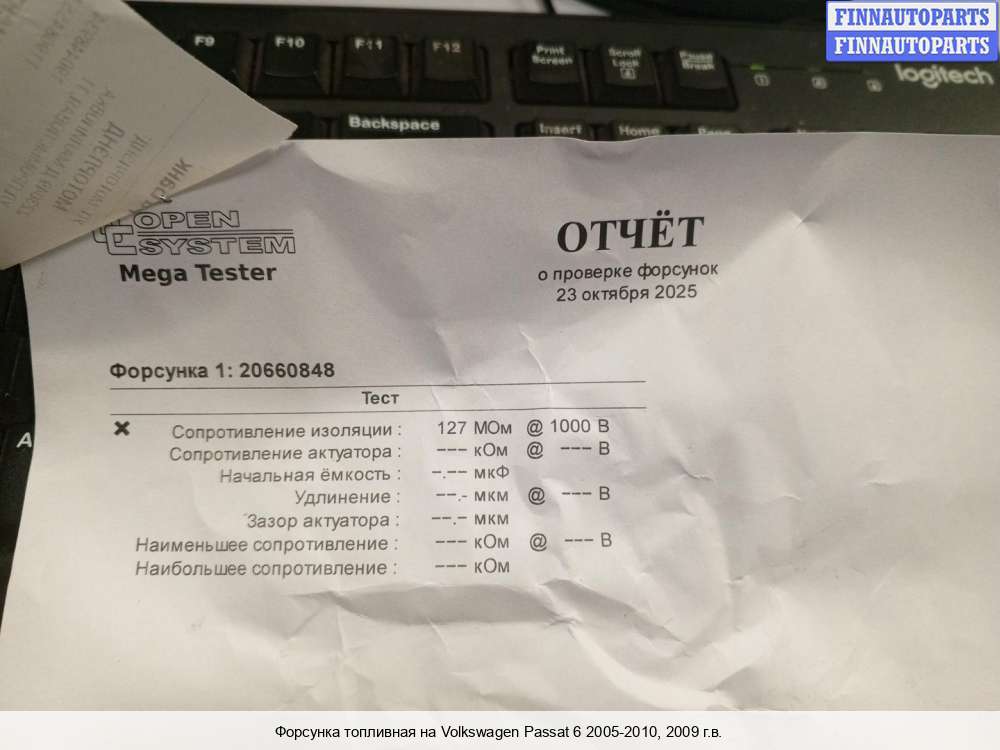 FINNAUTOPARTS
FINNAUTOPARTS
F9 F10 F11 F12 Print Screen Scroll Lock Pause Break
logitech
Backspace Insert Home
A
OPEN
SYSTEM
Mega Tester
ОТЧЁТ
о проверке форсунок
23 октября 2025
Форсунка 1: 20660848
Тест
✖ Сопротивление изоляции : 127 МОм @ 1000 В
Сопротивление актуатора : --- кОм @ --- В
Начальная ёмкость : -.-- мкФ
Удлинение : --.- мкм @ --- В
Зазор актуатора : --.- мкм
Наименьшее сопротивление : --- кОм @ --- В
Наибольшее сопротивление : --- кОм
Форсунка топливная на Volkswagen Passat 6 2005-2010, 2009 г.в.